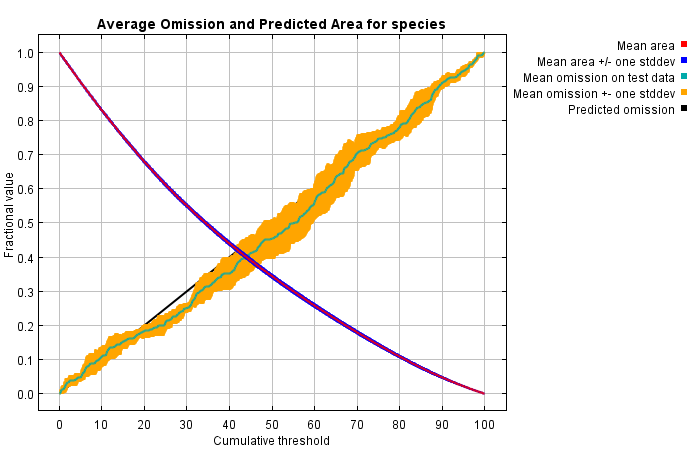 Average Omission and Predicted Area for species
Mean area
Mean area +/- one stddev
Mean omission on test data
Mean omission +- one stddev
Predicted omission
Fractional value
1.0
0.9
0.8
0.7
0.6
0.5
0.4
0.3
0.2
0.1
0.0
0 10 20 30 40 50 60 70 80 90 100
Cumulative threshold